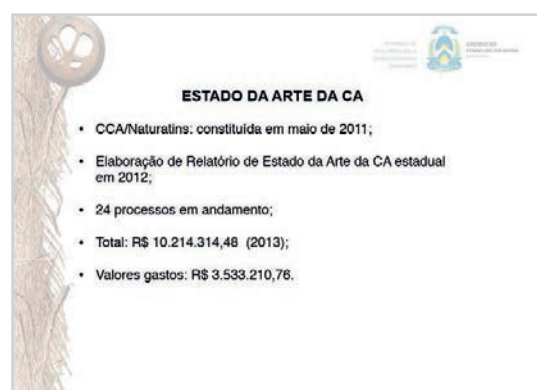 ESTADO DA ARTE DA CA
• CCA/Naturatins: constituída em maio de 2011;
• Elaboração de Relatório de Estado da Arte da CA estadual
em 2012;
• 24 processos em andamento;
• Total: R$ 10.214.314,48 (2013);
• Valores gastos: R$ 3.533.210,76.